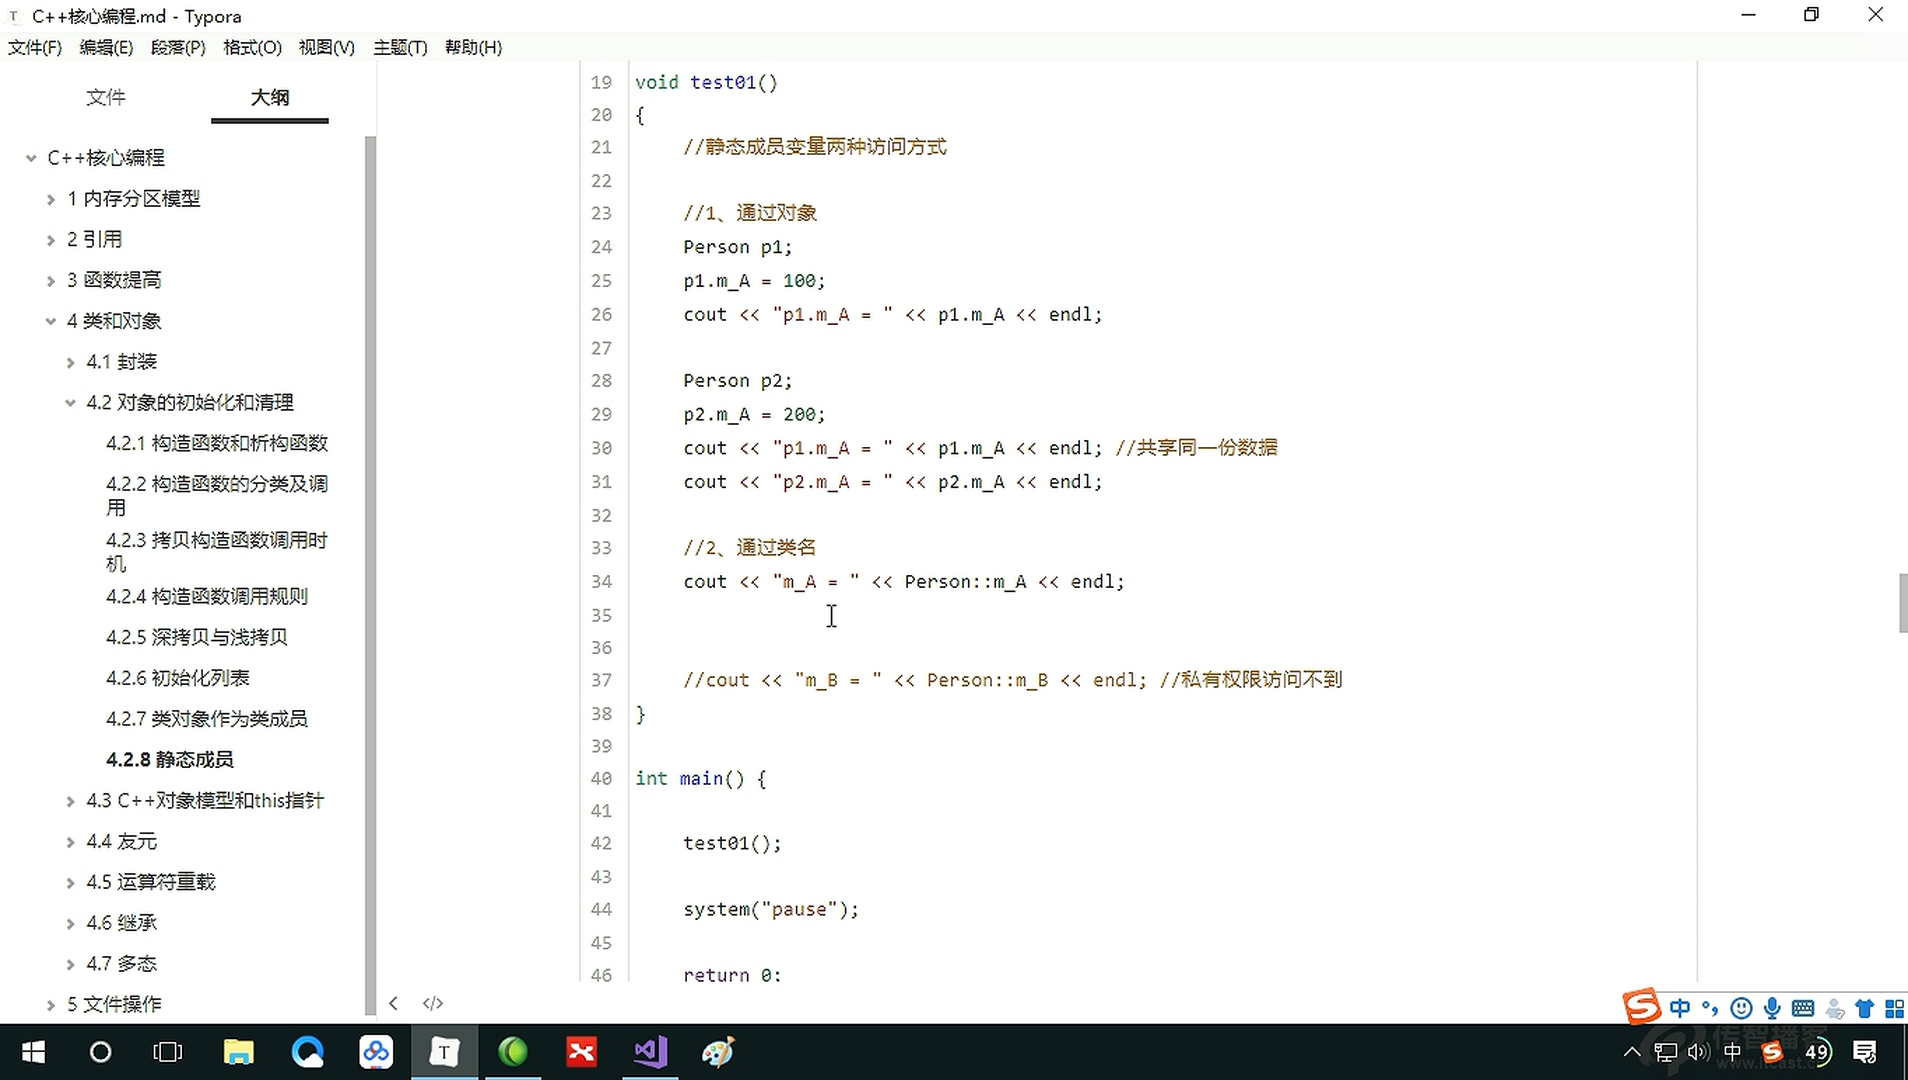 C++核心编程.md - Typora
文件(F) 编辑(E) 段落(P) 格式(O) 视图(V) 主题(T) 帮助(H)
文件 大纲
C++核心编程
1 内存分区模型
2 引用
3 函数提高
4 类和对象
4.1 封装
4.2 对象的初始化和清理
4.2.1 构造函数和析构函数
4.2.2 构造函数的分类及调
用
4.2.3 拷贝构造函数调用时
机
4.2.4 构造函数调用规则
4.2.5 深拷贝与浅拷贝
4.2.6 初始化列表
4.2.7 类对象作为类成员
4.2.8 静态成员
4.3 C++对象模型和this指针
4.4 友元
4.5 运算符重载
4.6 继承
4.7 多态
5 文件操作
19 void test01()
20 {
21 //静态成员变量两种访问方式
22
23 //1、通过对象
24 Person p1;
25 p1.m_A = 100;
26 cout << "p1.m_A = " << p1.m_A << endl;
27
28 Person p2;
29 p2.m_A = 200;
30 cout << "p1.m_A = " << p1.m_A << endl; //共享同一份数据
31 cout << "p2.m_A = " << p2.m_A << endl;
32
33 //2、通过类名
34 cout << "m_A = " << Person::m_A << endl;
35
36
37 //cout << "m_B = " << Person::m_B << endl; //私有权限访问不到
38 }
39
40 int main() {
41
42 test01();
43
44 system("pause");
45
46 return 0;
中
T
中 49
传智播客